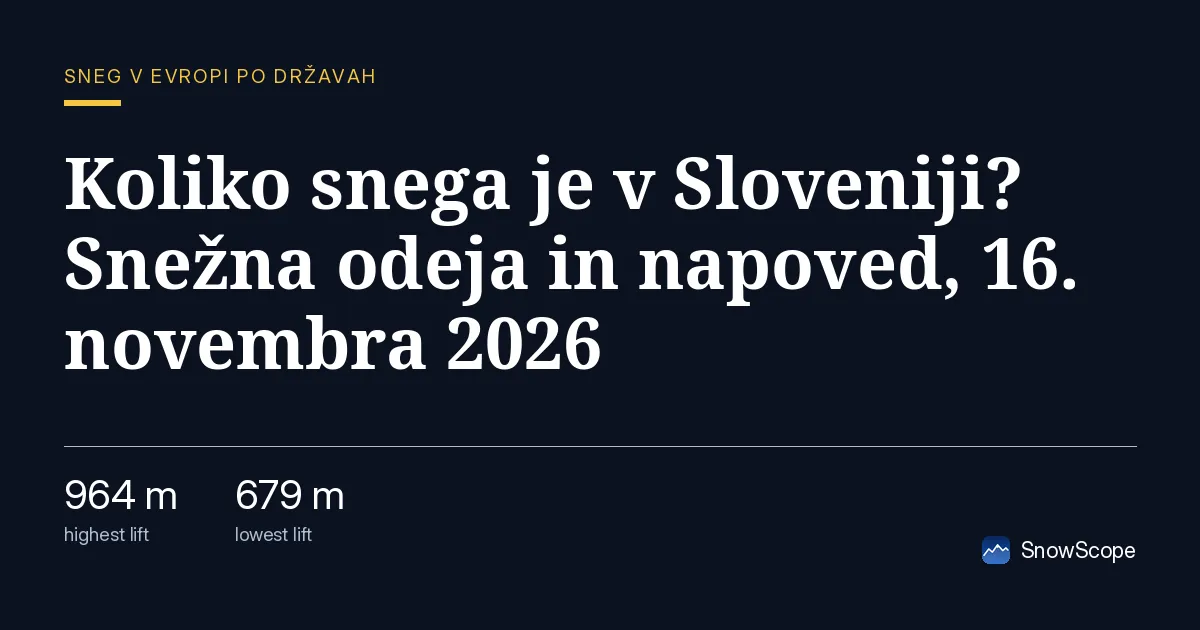 SNEG V EVROPI PO DRŽAVAH
Koliko snega je v Sloveniji?
Snežna odeja in napoved, 16.
novembra 2026
964 m
highest lift
679 m
lowest lift
SnowScope